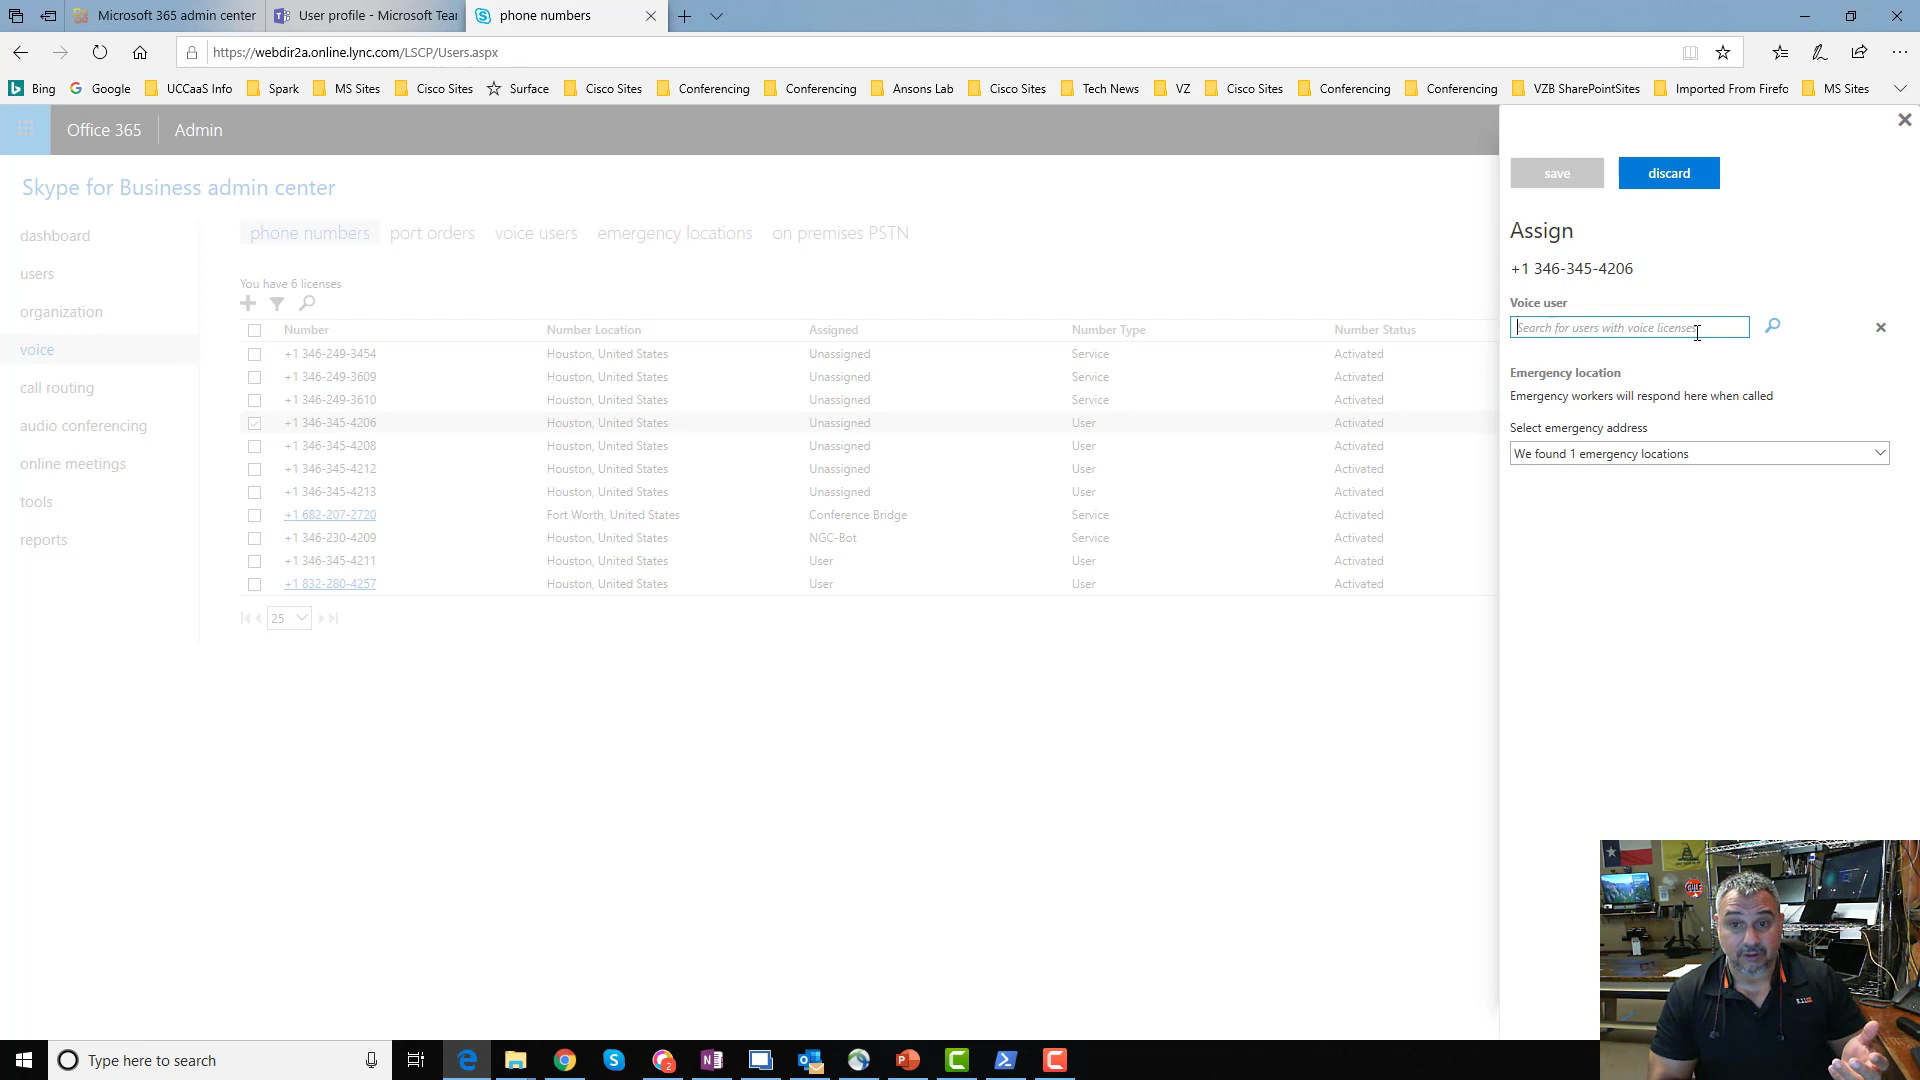 Microsoft 365 admin center
User profile - Microsoft Tea
phone numbers
https://webdir2a.online.lync.com/LSCP/Users.aspx
Bing Google UCCaaS Info Spark MS Sites Cisco Sites Surface Cisco Sites Conferencing Conferencing Ansons Lab Cisco Sites Tech News VZ Cisco Sites Conferencing Conferencing VZB SharePointSites Imported From Firefo MS Sites
Office 365 Admin
Skype for Business admin center
dashboard
users
organization
voice
call routing
audio conferencing
online meetings
tools
reports
phone numbers port orders voice users emergency locations on premises PSTN
You have 6 licenses
Number Number Location Assigned Number Type Number Status
+1 346-249-3454 Houston, United States Unassigned Service Activated
+1 346-249-3609 Houston, United States Unassigned Service Activated
+1 346-249-3610 Houston, United States Unassigned Service Activated
+1 346-345-4206 Houston, United States Unassigned User Activated
+1 346-345-4208 Houston, United States Unassigned User Activated
+1 346-345-4212 Houston, United States Unassigned User Activated
+1 346-345-4213 Houston, United States Unassigned User Activated
+1 682-207-2720 Fort Worth, United States Conference Bridge Service Activated
+1 346-230-4209 Houston, United States NGC-Bot Service Activated
+1 346-345-4211 Houston, United States User User Activated
+1 832-280-4257 Houston, United States User User Activated
25
save
discard
Assign
+1 346-345-4206
Voice user
Search for users with voice licenses
Emergency location
Emergency workers will respond here when called
Select emergency address
We found 1 emergency locations
GULF
Type here to search
2